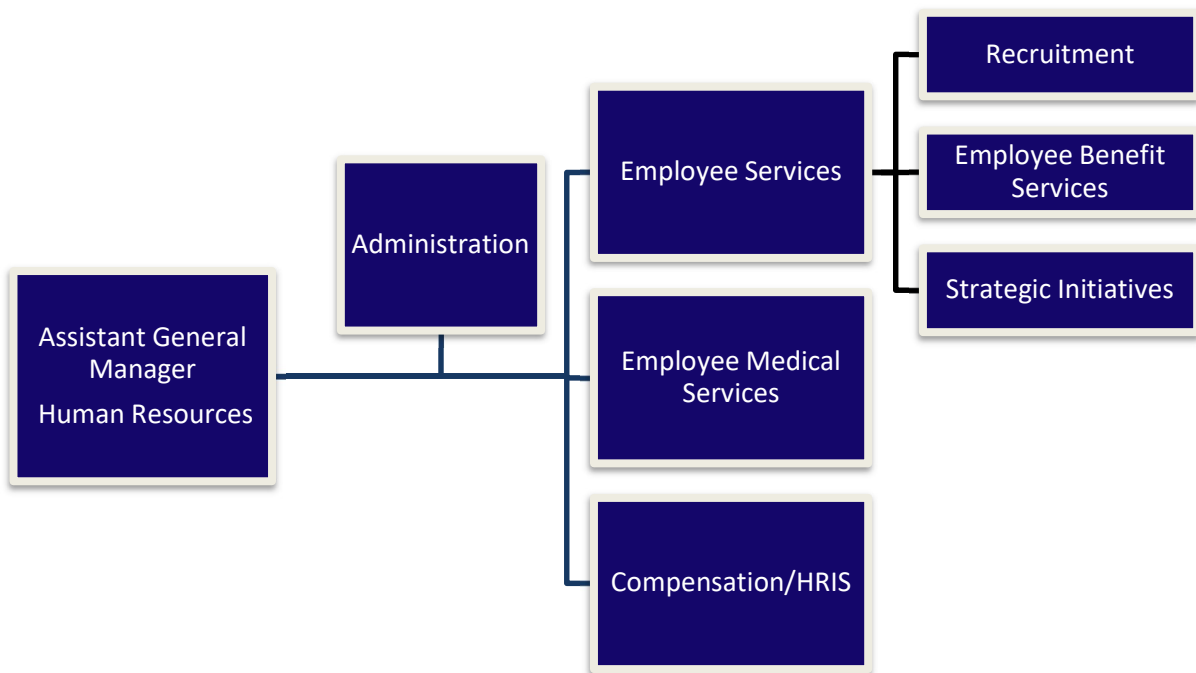 Assistant General
Manager
Human Resources
Administration
Employee Services
Employee Medical
Services
Compensation/HRIS
Recruitment
Employee Benefit
Services
Strategic Initiatives